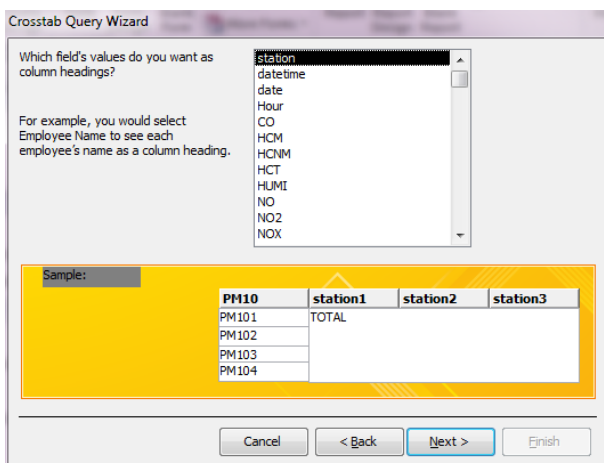 Crosstab Query Wizard
Which field's values do you want as
column headings?
For example, you would select
Employee Name to see each
employee's name as a column heading.
station
datetime
date
Hour
CO
HCM
HCNM
HCT
HUMI
NO
NO2
NOX
Sample:
PM10 station1 station2 station3
PM101 TOTAL
PM102
PM103
PM104
Cancel < Back Next > Finish